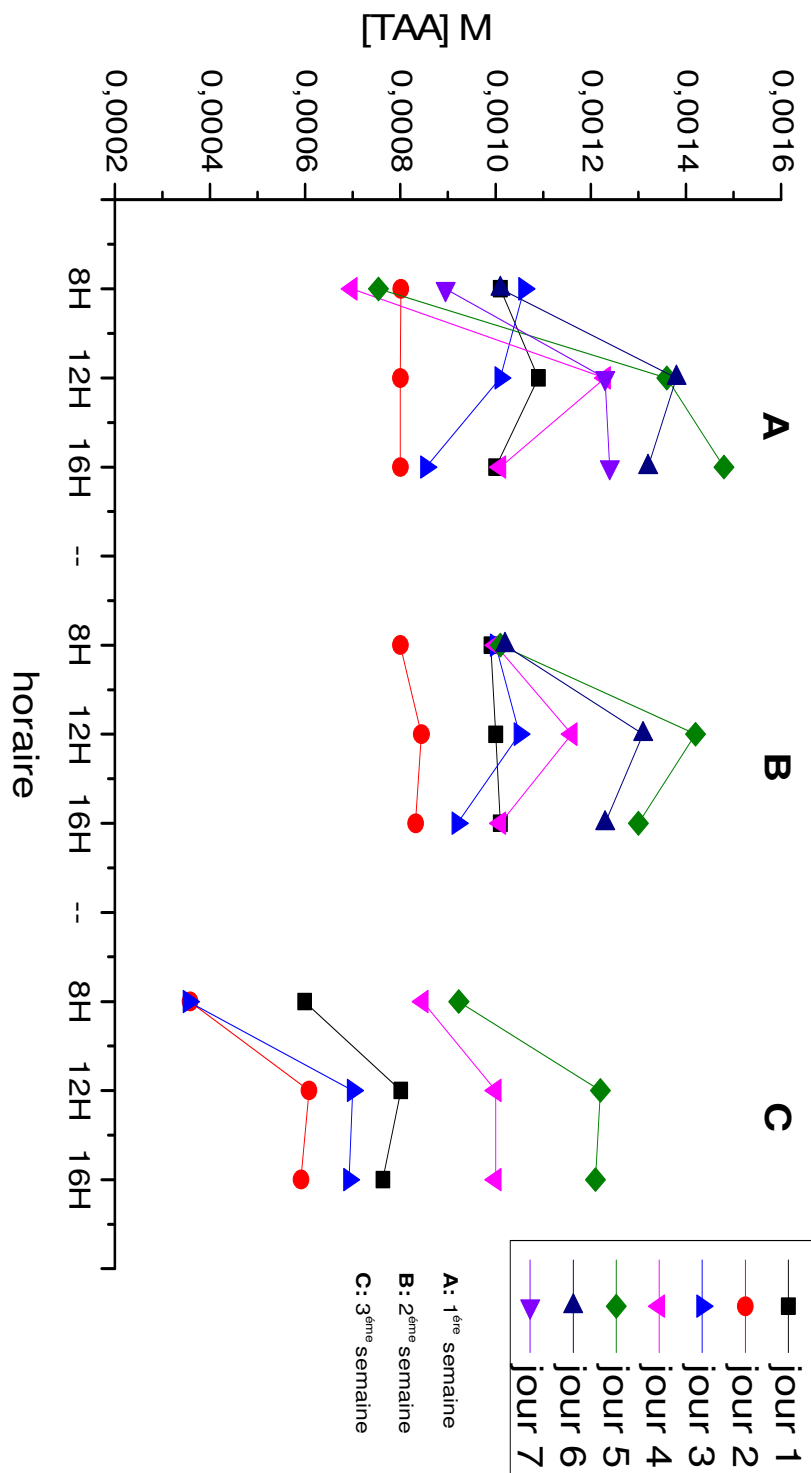 [TAA] M
0,0016
0,0014
0,0012
0,0010
0,0008
0,0006
0,0004
0,0002
A
B
C
8H
12H
16H
--
8H
12H
16H
--
8H
12H
16H
horaire
jour 1
jour 2
jour 3
jour 4
jour 5
jour 6
jour 7
A: 1ére semaine
B: 2éme semaine
C: 3éme semaine